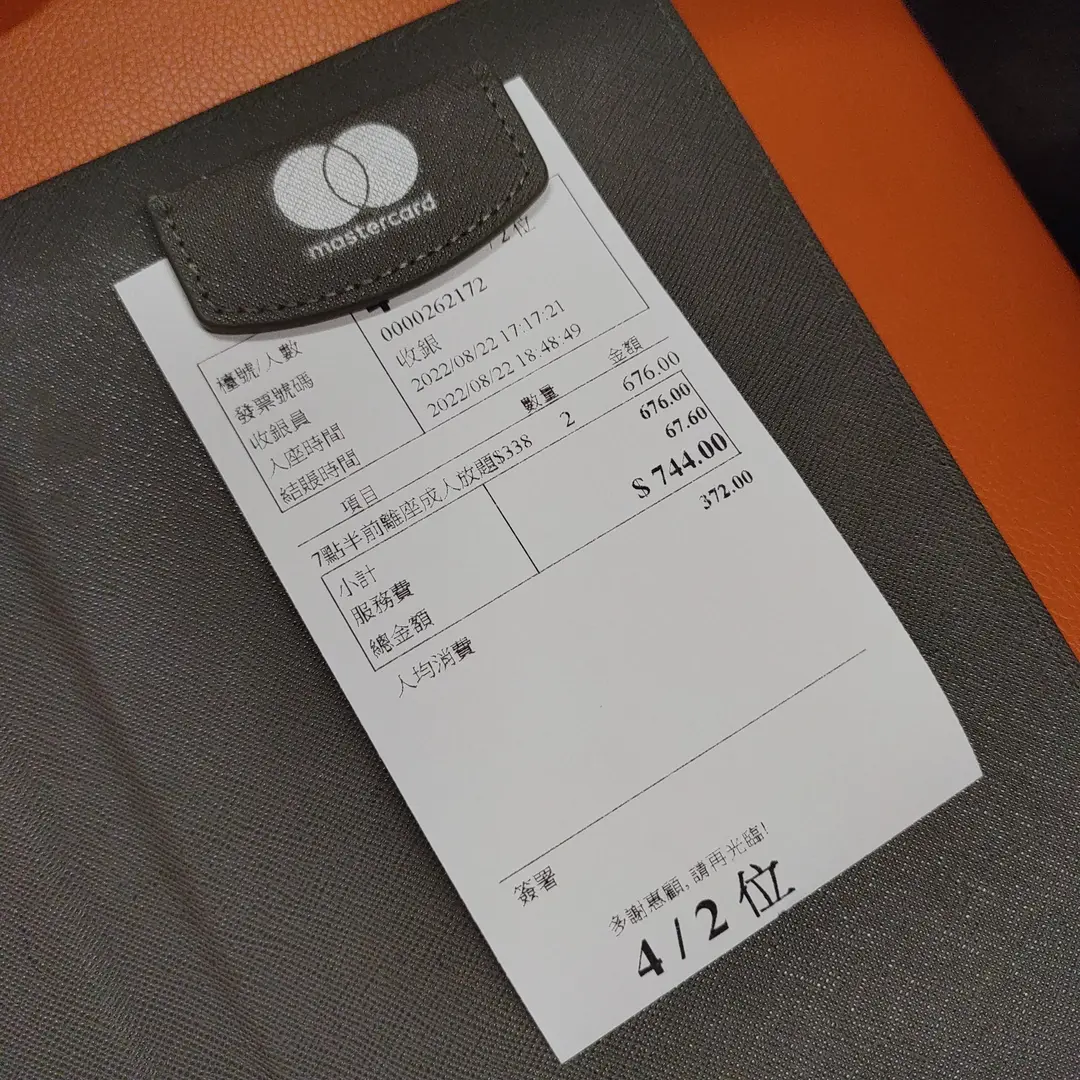 mastercard
檯號/人數 4 / 2 位
發票號碼 0000262172
收銀員 收銀
入座時間 2022/08/22 17:17:21
結賬時間 2022/08/22 18:48:49
項目 數量 金額
7點半前離座成人放題$338 2 676.00
小計 676.00
服務費 67.60
總金額 $ 744.00
人均消費 372.00
簽署
多謝惠顧, 請再光臨!
4 / 2 位